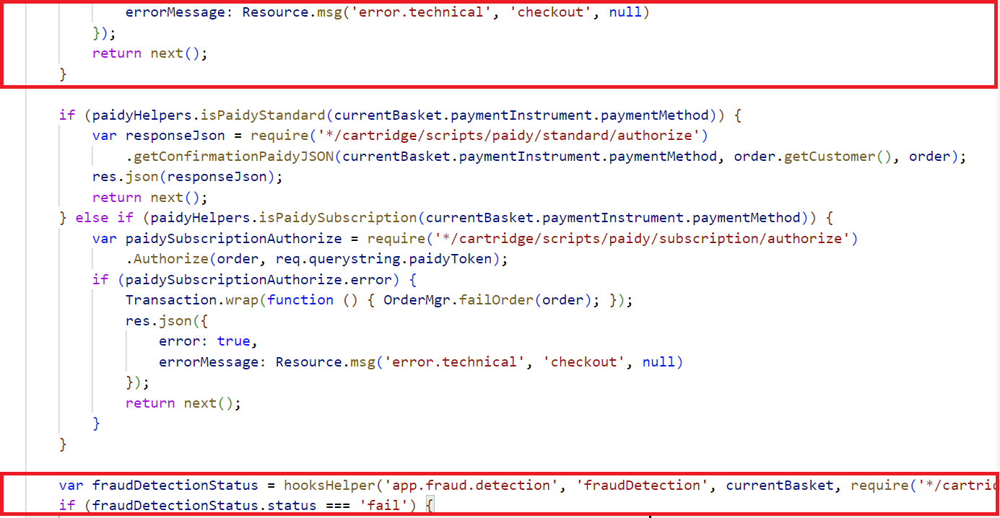 errorMessage: Resource.msg('error.technical', 'checkout', null)
});
return next();
}
if (paidyHelpers.isPaidyStandard(currentBasket.paymentInstrument.paymentMethod)) {
var responseJson = require('*/cartridge/scripts/paidy/standard/authorize')
.getConfirmationPaidyJSON(currentBasket.paymentInstrument.paymentMethod, order.getCustomer(), order);
res.json(responseJson);
return next();
} else if (paidyHelpers.isPaidySubscription(currentBasket.paymentInstrument.paymentMethod)) {
var paidySubscriptionAuthorize = require('*/cartridge/scripts/paidy/subscription/authorize')
.Authorize(order, req.querystring.paidyToken);
if (paidySubscriptionAuthorize.error) {
Transaction.wrap(function () { OrderMgr.failOrder(order); });
res.json({
error: true,
errorMessage: Resource.msg('error.technical', 'checkout', null)
});
return next();
}
}
var fraudDetectionStatus = hooksHelper('app.fraud.detection', 'fraudDetection', currentBasket, require('*/cartrid
if (fraudDetectionStatus.status === 'fail') {